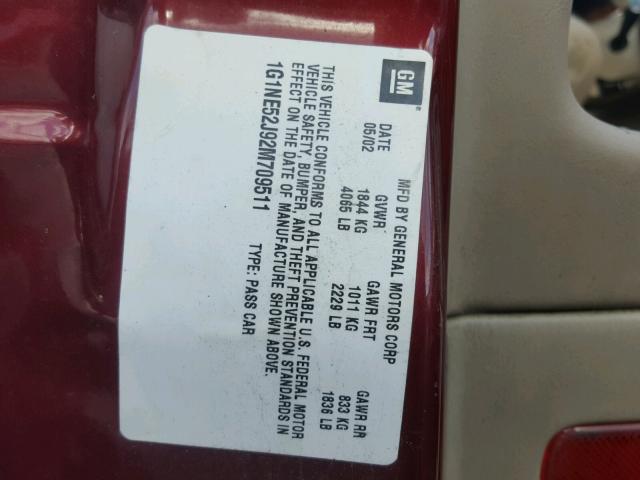 GM
MFD BY GENERAL MOTORS CORP
DATE GVWR GAWR FRT GAWR RR
05/02 1844 KG 1011 KG 833 KG
4065 LB 2229 LB 1836 LB
THIS VEHICLE CONFORMS TO ALL APPLICABLE U.S. FEDERAL MOTOR
VEHICLE SAFETY, BUMPER, AND THEFT PREVENTION STANDARDS IN
EFFECT ON THE DATE OF MANUFACTURE SHOWN ABOVE.
1G1NE52J92M709511 TYPE: PASS CAR